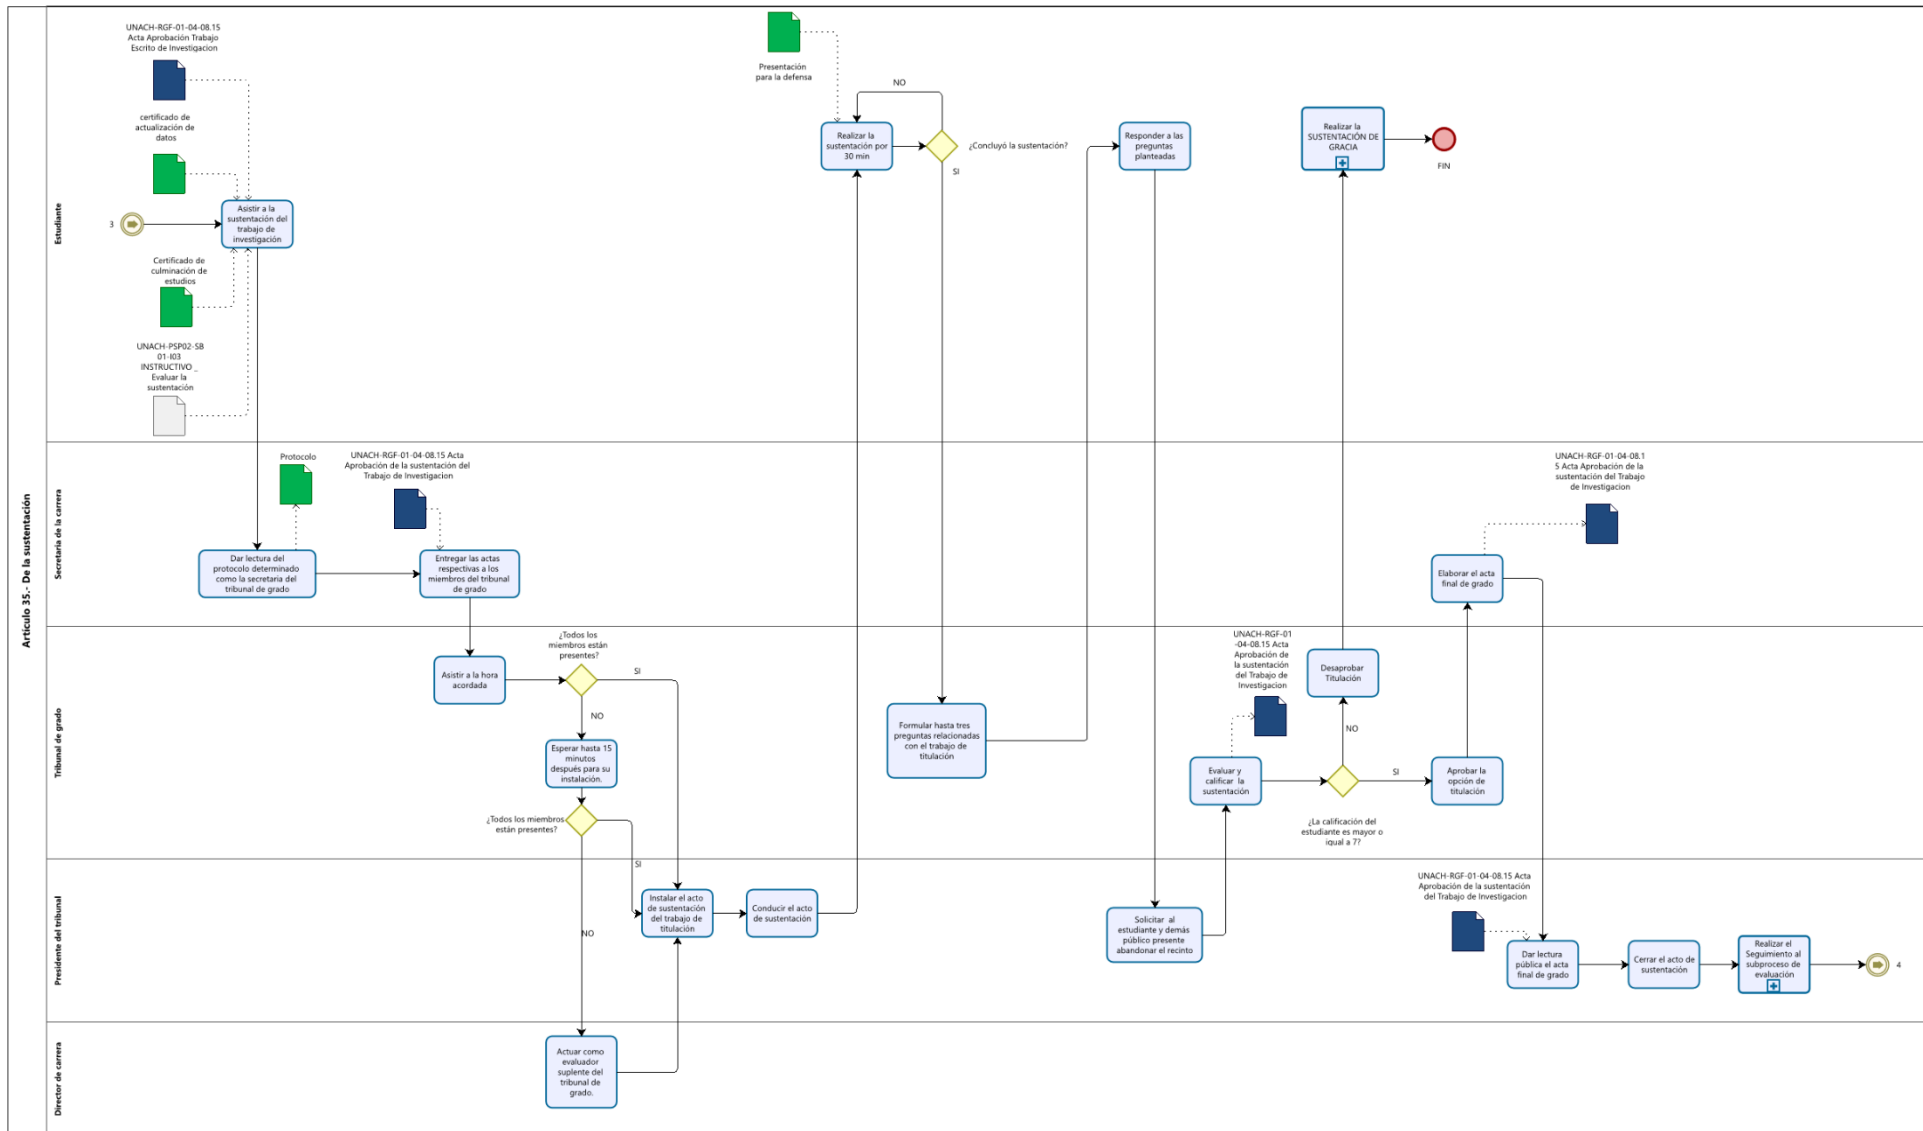 Artículo 35.- De la sustentación
Estudiante
UNACH-RGF-01-04-08.15
Acta Aprobación Trabajo
Escrito de Investigacion
certificado de
actualización de
datos
3
Asistir a la
sustentación del
trabajo de
investigación
Certificado de
culminación de
estudios
UNACH-PSP02-SB
01-I03
INSTRUCTIVO _
Evaluar la
sustentación
Presentación
para la defensa
NO
Realizar la
sustentación por
30 min
¿Concluyó la sustentación?
SI
Responder a las
preguntas
planteadas
Realizar la
SUSTENTACIÓN DE
GRACIA
FIN
Secretaria de la carrera
Protocolo
UNACH-RGF-01-04-08.15 Acta
Aprobación de la sustentación del
Trabajo de Investigacion
Dar lectura del
protocolo determinado
como la secretaria del
tribunal de grado
Entregar las actas
respectivas a los
miembros del tribunal
de grado
UNACH-RGF-01-04-08.1
5 Acta Aprobación de la
sustentación del Trabajo
de Investigacion
Elaborar el acta
final de grado
Tribunal de grado
Asistir a la hora
acordada
¿Todos los
miembros están
presentes?
SI
NO
Esperar hasta 15
minutos
después para su
instalación.
¿Todos los miembros
están presentes?
SI
NO
Formular hasta tres
preguntas relacionadas
con el trabajo de
titulación
UNACH-RGF-01
-04-08.15 Acta
Aprobación de
la sustentación
del Trabajo de
Investigacion
Evaluar y
calificar la
sustentación
Desaprobar
Titulación
NO
SI
¿La calificación del
estudiante es mayor o
igual a 7?
Aprobar la
opción de
titulación
Presidente del tribunal
Instalar el acto
de sustentación
del trabajo de
titulación
Conducir el acto
de sustentación
Solicitar al
estudiante y demás
público presente
abandonar el recinto
UNACH-RGF-01-04-08.15 Acta
Aprobación de la sustentación
del Trabajo de Investigacion
Dar lectura
pública el acta
final de grado
Cerrar el acto de
sustentación
Realizar el
Seguimiento al
subproceso de
evaluación
4
Director de carrera
Actuar como
evaluador
suplente del
tribunal de
grado.